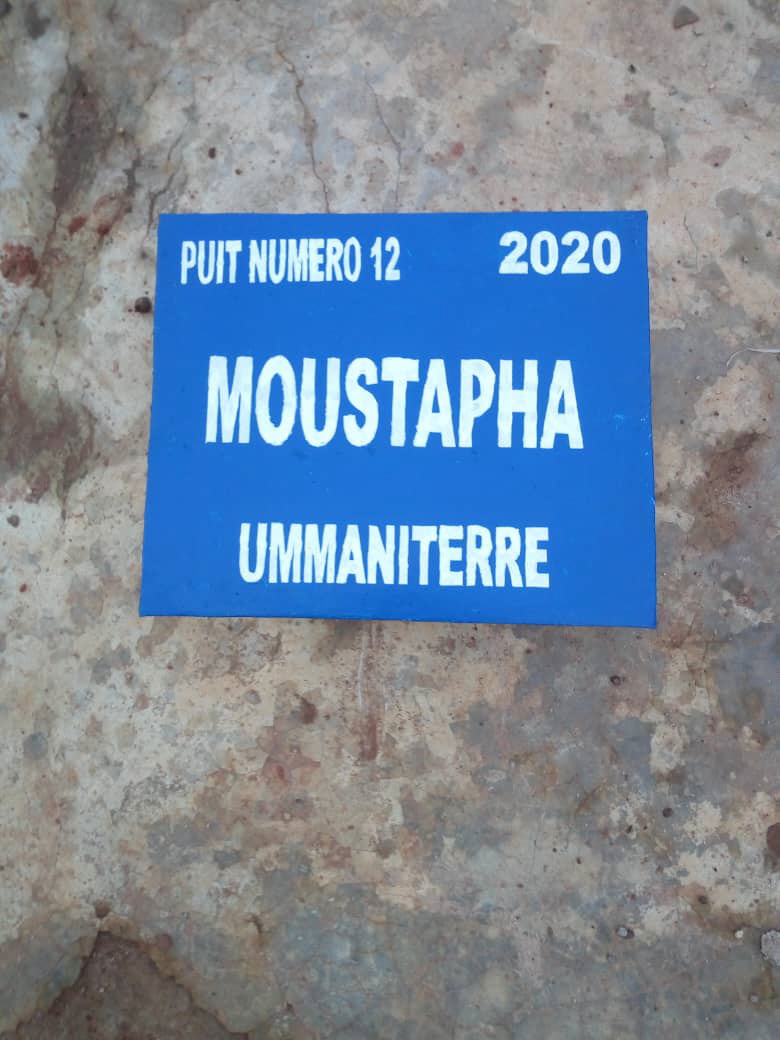 PUIT NUMERO 12 2020
MOUSTAPHA
UMMANITERRE